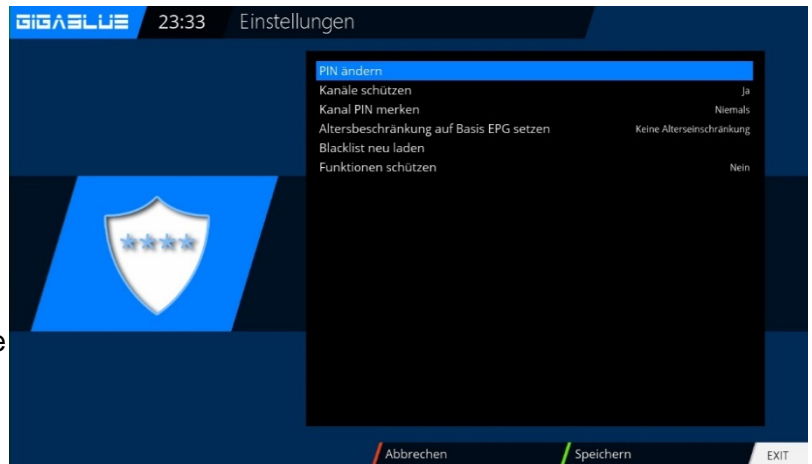 GIGABLUE 23:33 Einstellungen
PIN ändern
Kanäle schützen Ja
Kanal PIN merken Niemals
Altersbeschränkung auf Basis EPG setzen Keine Alterseinschränkung
Blacklist neu laden
Funktionen schützen Nein
****
e
Abbrechen Speichern EXIT